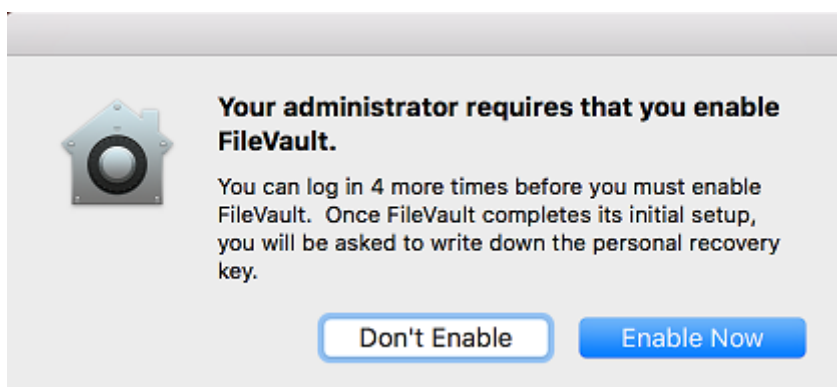 Your administrator requires that you enable
FileVault.
You can log in 4 more times before you must enable
FileVault.  Once FileVault completes its initial setup,
you will be asked to write down the personal recovery
key.
Don't Enable
Enable Now